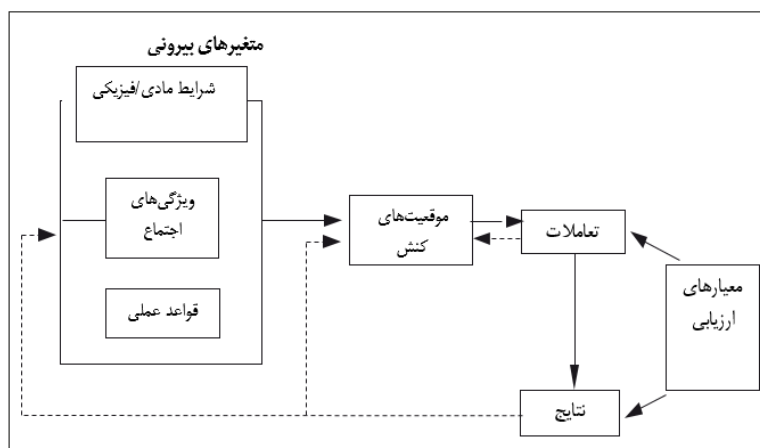 متغیرهای بیرونی
شرایط مادی/فیزیکی
ویژگی‌های
اجتماع
قواعد عملی
موقعیت‌های
کنش
تعاملات
معیارهای
ارزیابی
نتایج